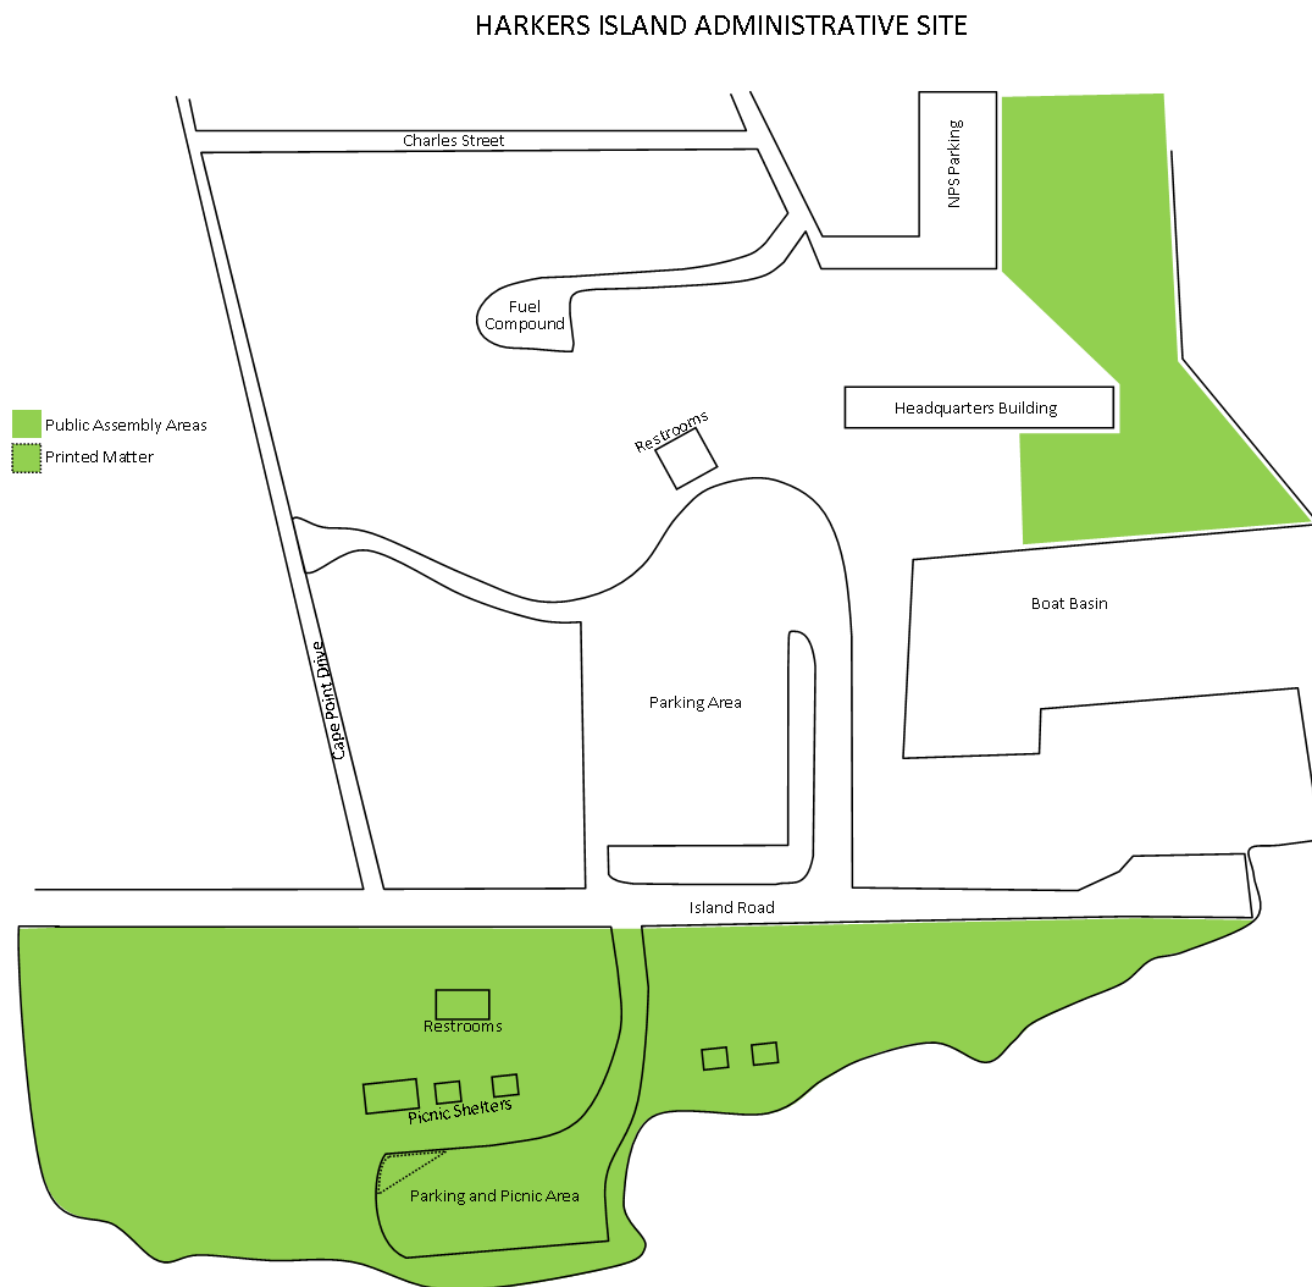 HARKERS ISLAND ADMINISTRATIVE SITE
Charles Street
NPS Parking
Fuel
Compound
Headquarters Building
Restrooms
Public Assembly Areas
Printed Matter
Boat Basin
Cape Point Drive
Parking Area
Island Road
Restrooms
Picnic Shelters
Parking and Picnic Area